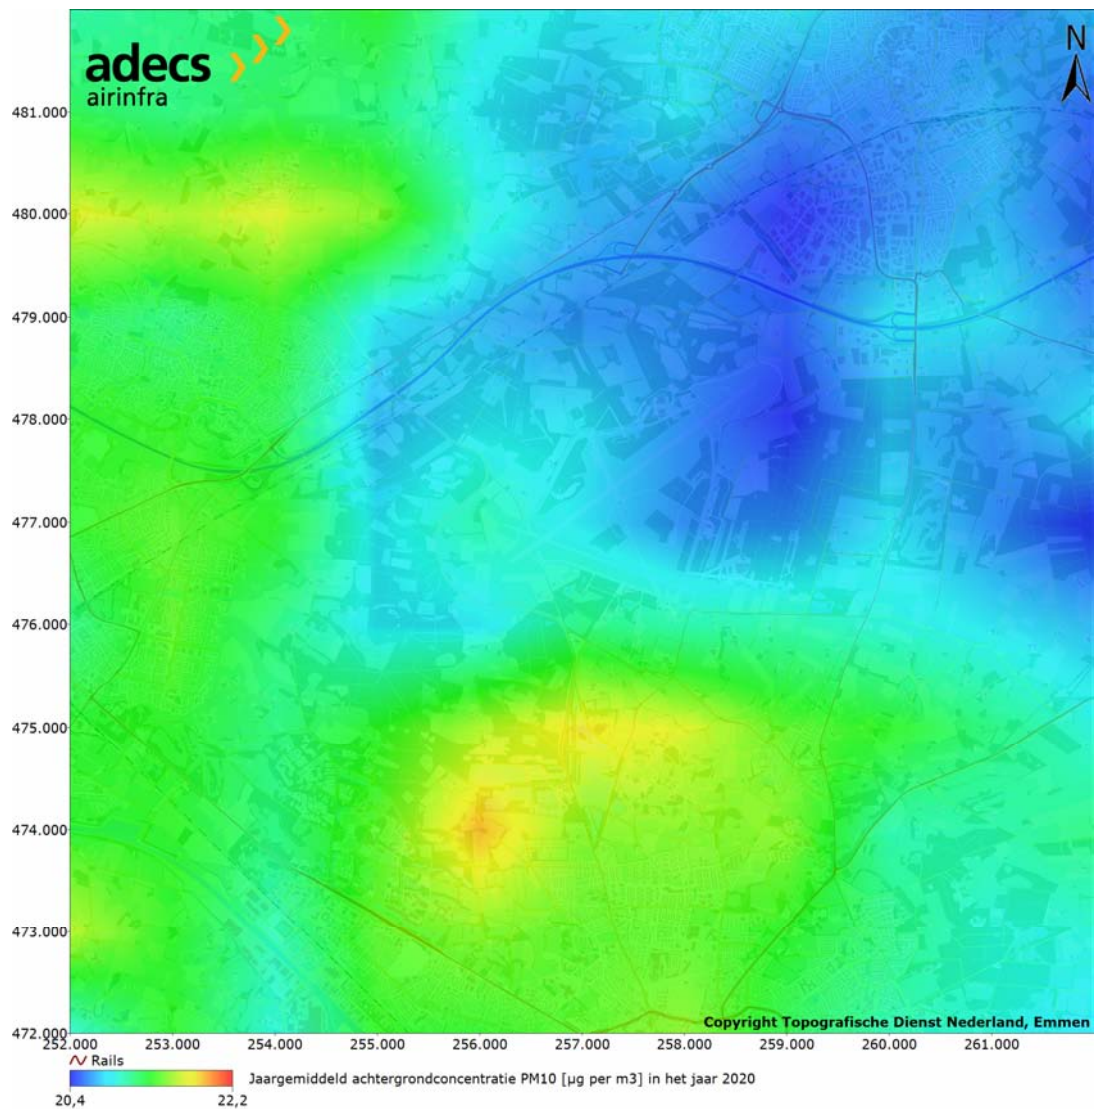 adecs
airinfra
N
481.000
480.000
479.000
478.000
477.000
476.000
475.000
474.000
473.000
472.000
Copyright Topografische Dienst Nederland, Emmen
252.000 253.000 254.000 255.000 256.000 257.000 258.000 259.000 260.000 261.000
Rails
Jaargemiddeld achtergrondconcentratie PM10 [µg per m3] in het jaar 2020
20,4 22,2